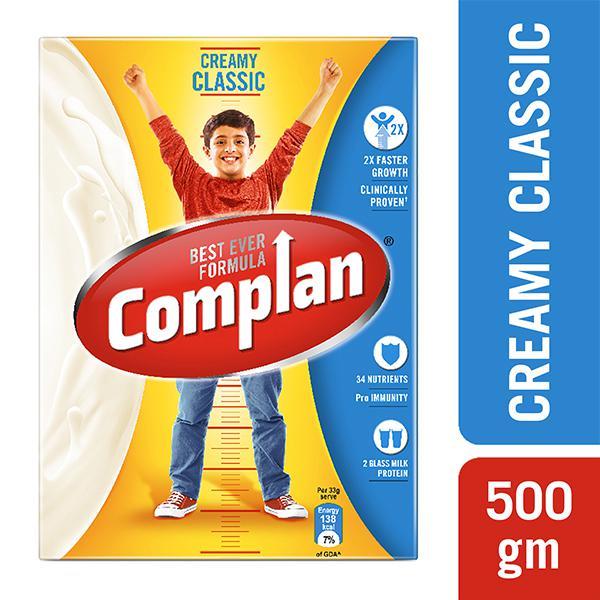 CREAMY
CLASSIC
2X
2X FASTER
GROWTH
CLINICALLY
PROVEN†
BEST EVER
FORMULA
Complan®
34 NUTRIENTS
Pro IMMUNITY
2 GLASS MILK
PROTEIN
Per 33g
serve
Energy
138
kcal
7%
of GDA^
CREAMY CLASSIC
500
gm